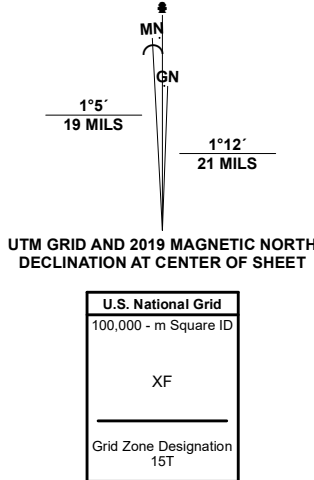 MN
GN
1°5´
19 MILS
1°12´
21 MILS
UTM GRID AND 2019 MAGNETIC NORTH
DECLINATION AT CENTER OF SHEET
U.S. National Grid
100,000 - m Square ID
XF
Grid Zone Designation
15T